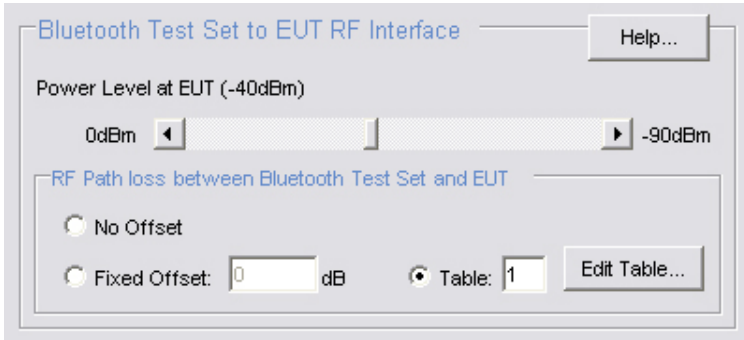 Bluetooth Test Set to EUT RF Interface
Help...
Power Level at EUT (-40dBm)
0dBm -90dBm
RF Path loss between Bluetooth Test Set and EUT
No Offset
Fixed Offset: 0 dB Table: 1 Edit Table...